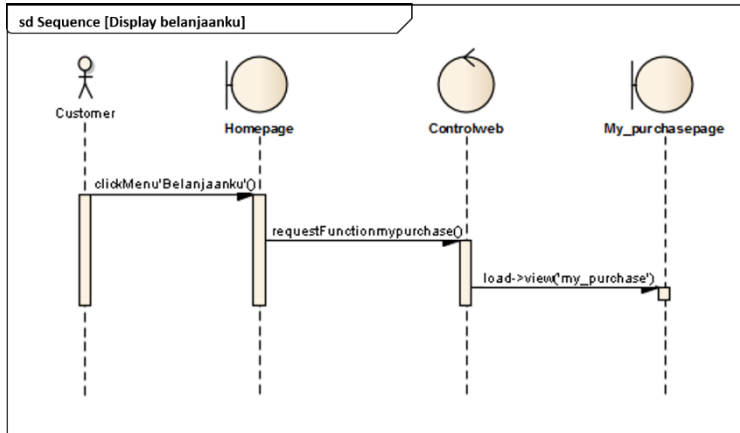 sd Sequence [Display belanjaanku]
Customer
Homepage
Controlweb
My_purchasepage
clickMenu'Belanjaanku'()
requestFunctionmypurchase()
load->view('my_purchase')